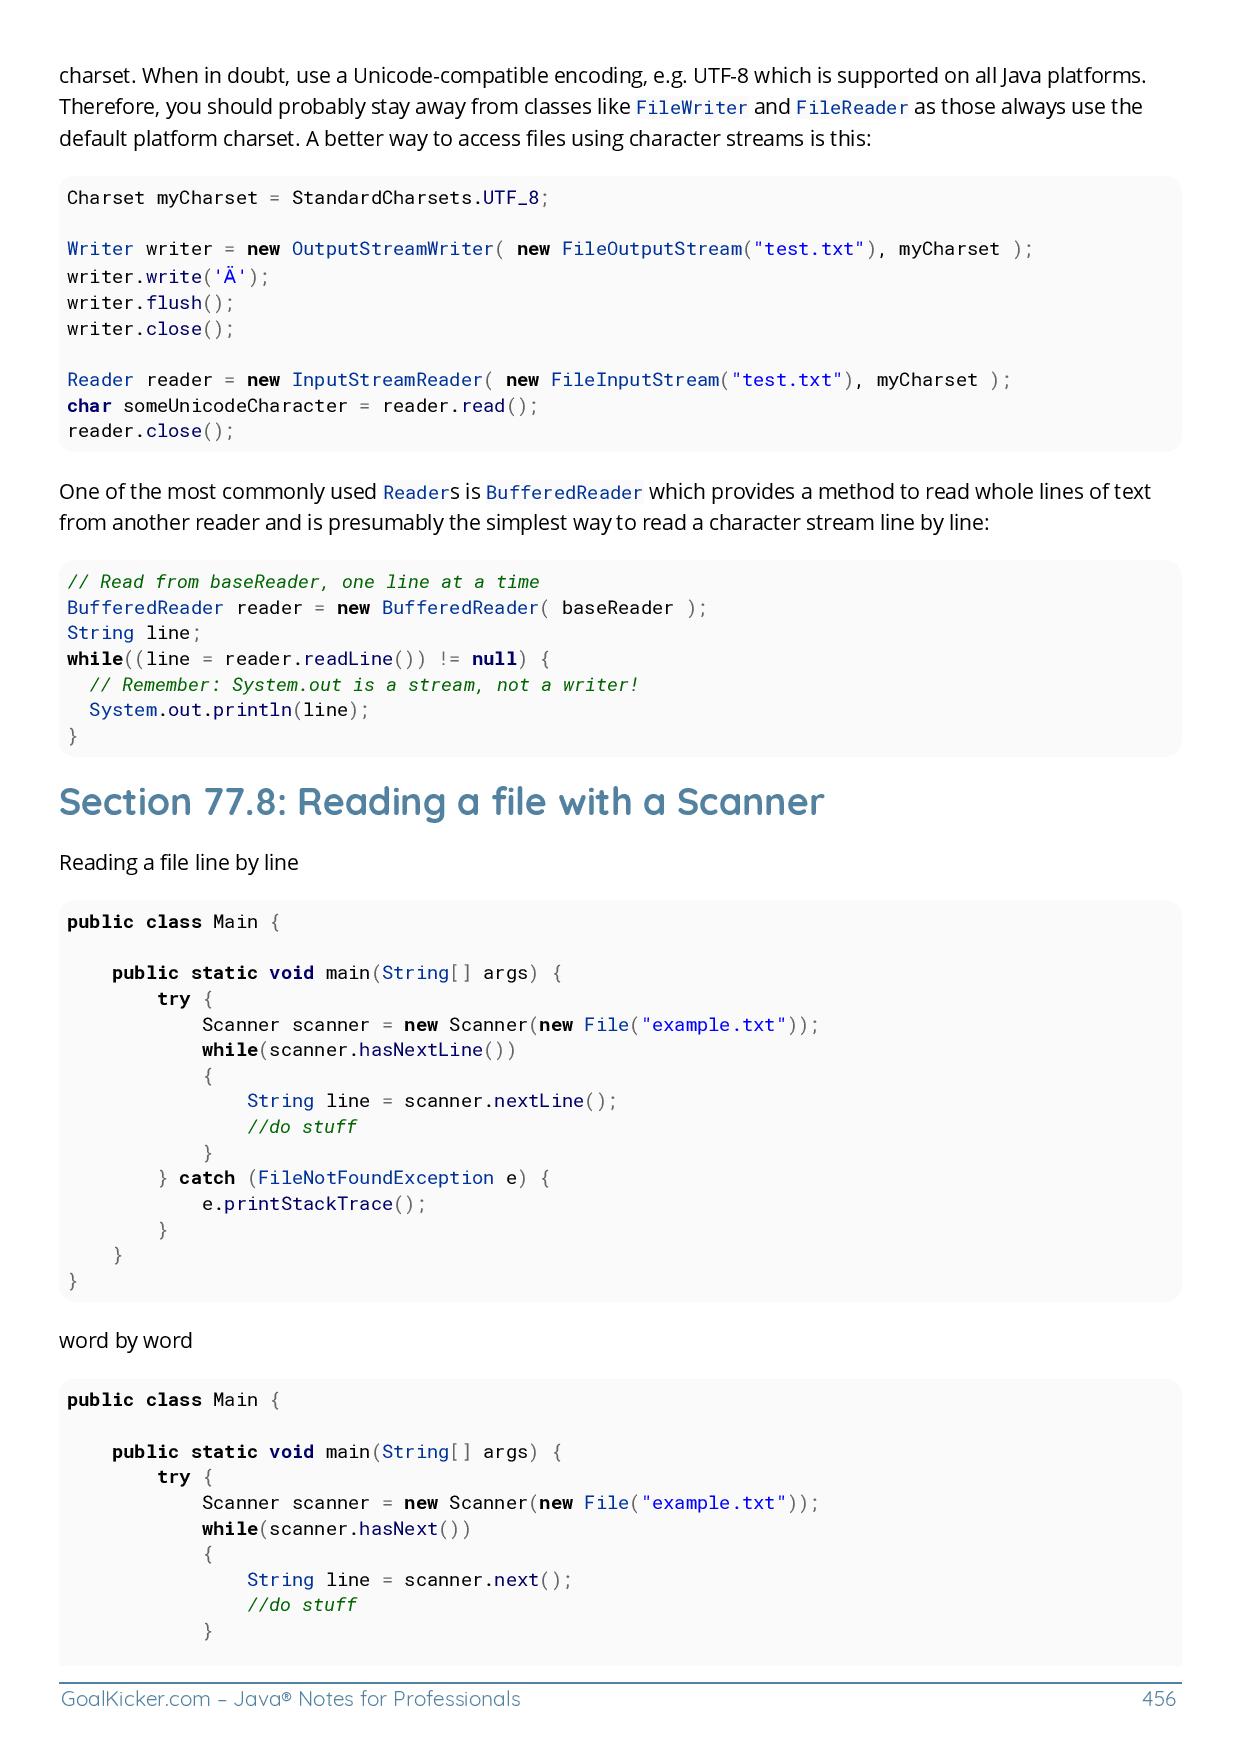 charset. When in doubt, use a Unicode-compatible encoding, e.g. UTF-8 which is supported on all Java platforms.
Therefore, you should probably stay away from classes like FileWriter and FileReader as those always use the
default platform charset. A better way to access files using character streams is this:
Charset myCharset = StandardCharsets.UTF_8;
Writer writer = new OutputStreamWriter( new FileOutputStream("test.txt"), myCharset );
writer.write('Ä');
writer.flush();
writer.close();
Reader reader = new InputStreamReader( new FileInputStream("test.txt"), myCharset );
char someUnicodeCharacter = reader.read();
reader.close();
One of the most commonly used Readers is BufferedReader which provides a method to read whole lines of text
from another reader and is presumably the simplest way to read a character stream line by line:
// Read from baseReader, one line at a time
BufferedReader reader = new BufferedReader( baseReader );
String line;
while((line = reader.readLine()) != null) {
  // Remember: System.out is a stream, not a writer!
  System.out.println(line);
}
Section 77.8: Reading a file with a Scanner
Reading a file line by line
public class Main {
    public static void main(String[] args) {
        try {
            Scanner scanner = new Scanner(new File("example.txt"));
            while(scanner.hasNextLine())
            {
                String line = scanner.nextLine();
                //do stuff
            }
        } catch (FileNotFoundException e) {
            e.printStackTrace();
        }
    }
}
word by word
public class Main {
    public static void main(String[] args) {
        try {
            Scanner scanner = new Scanner(new File("example.txt"));
            while(scanner.hasNext())
            {
                String line = scanner.next();
                //do stuff
            }
GoalKicker.com – Java® Notes for Professionals 456